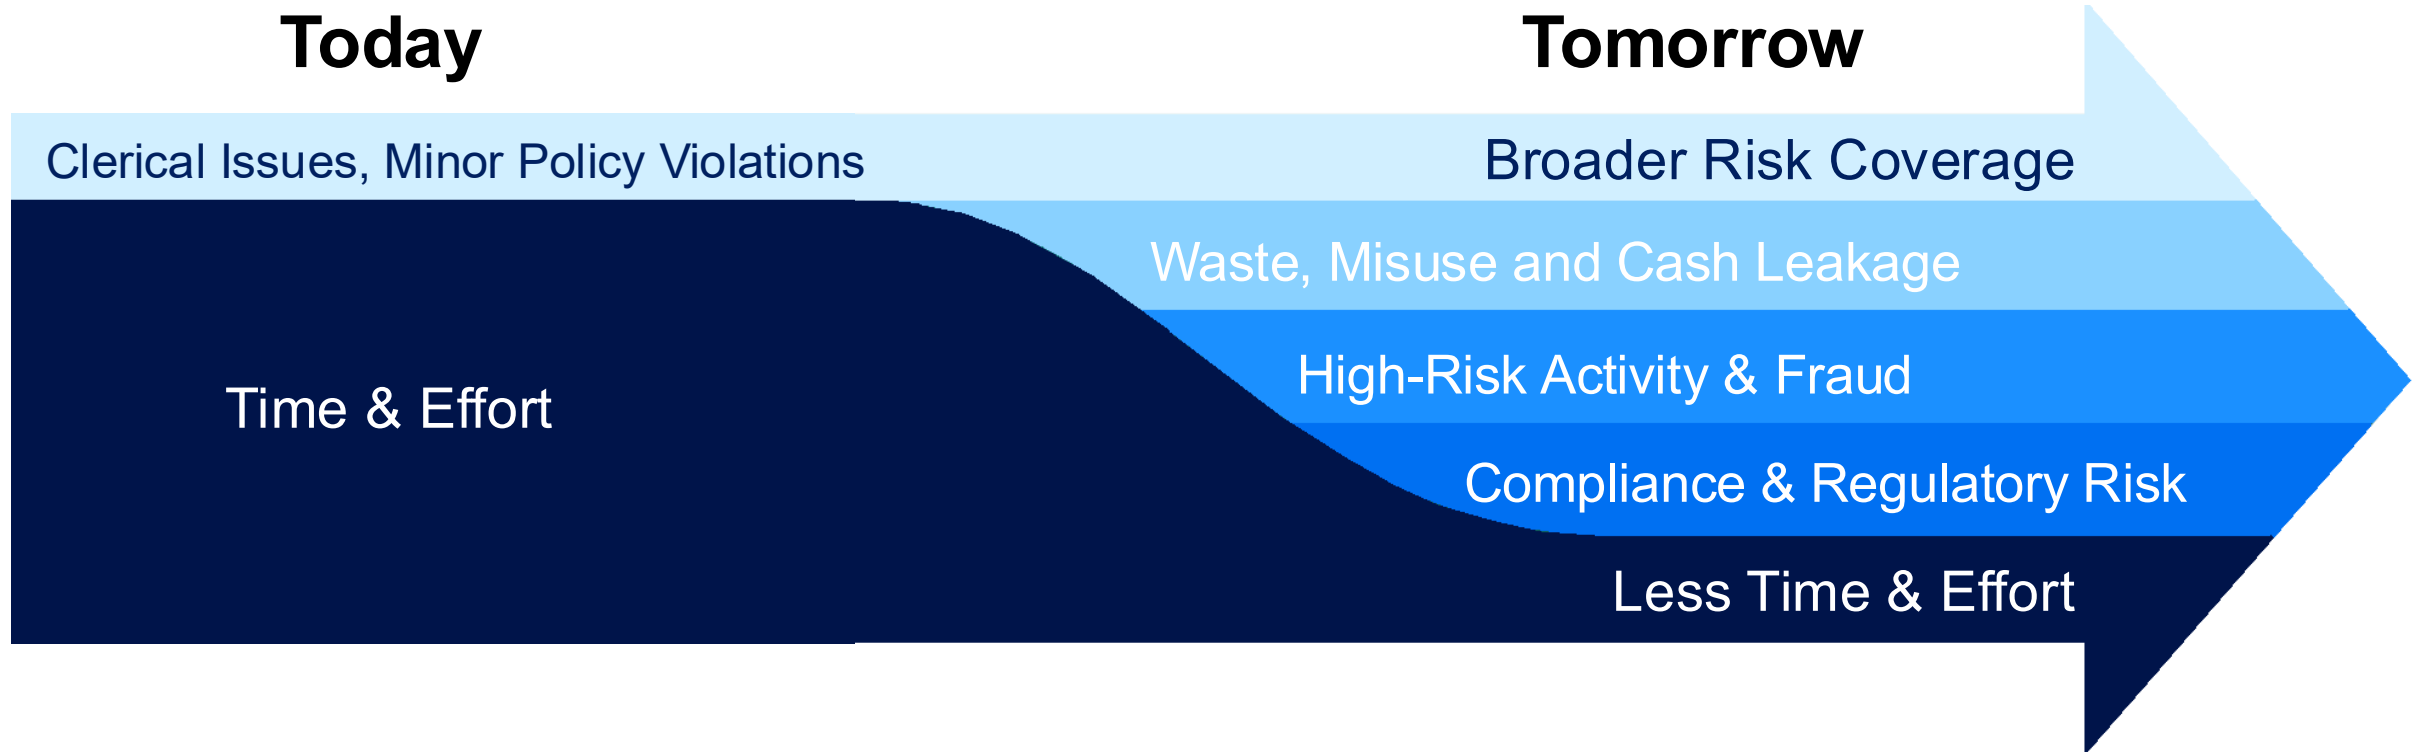 Today
Tomorrow
Clerical Issues, Minor Policy Violations
Broader Risk Coverage
Waste, Misuse and Cash Leakage
High-Risk Activity & Fraud
Time & Effort
Compliance & Regulatory Risk
Less Time & Effort